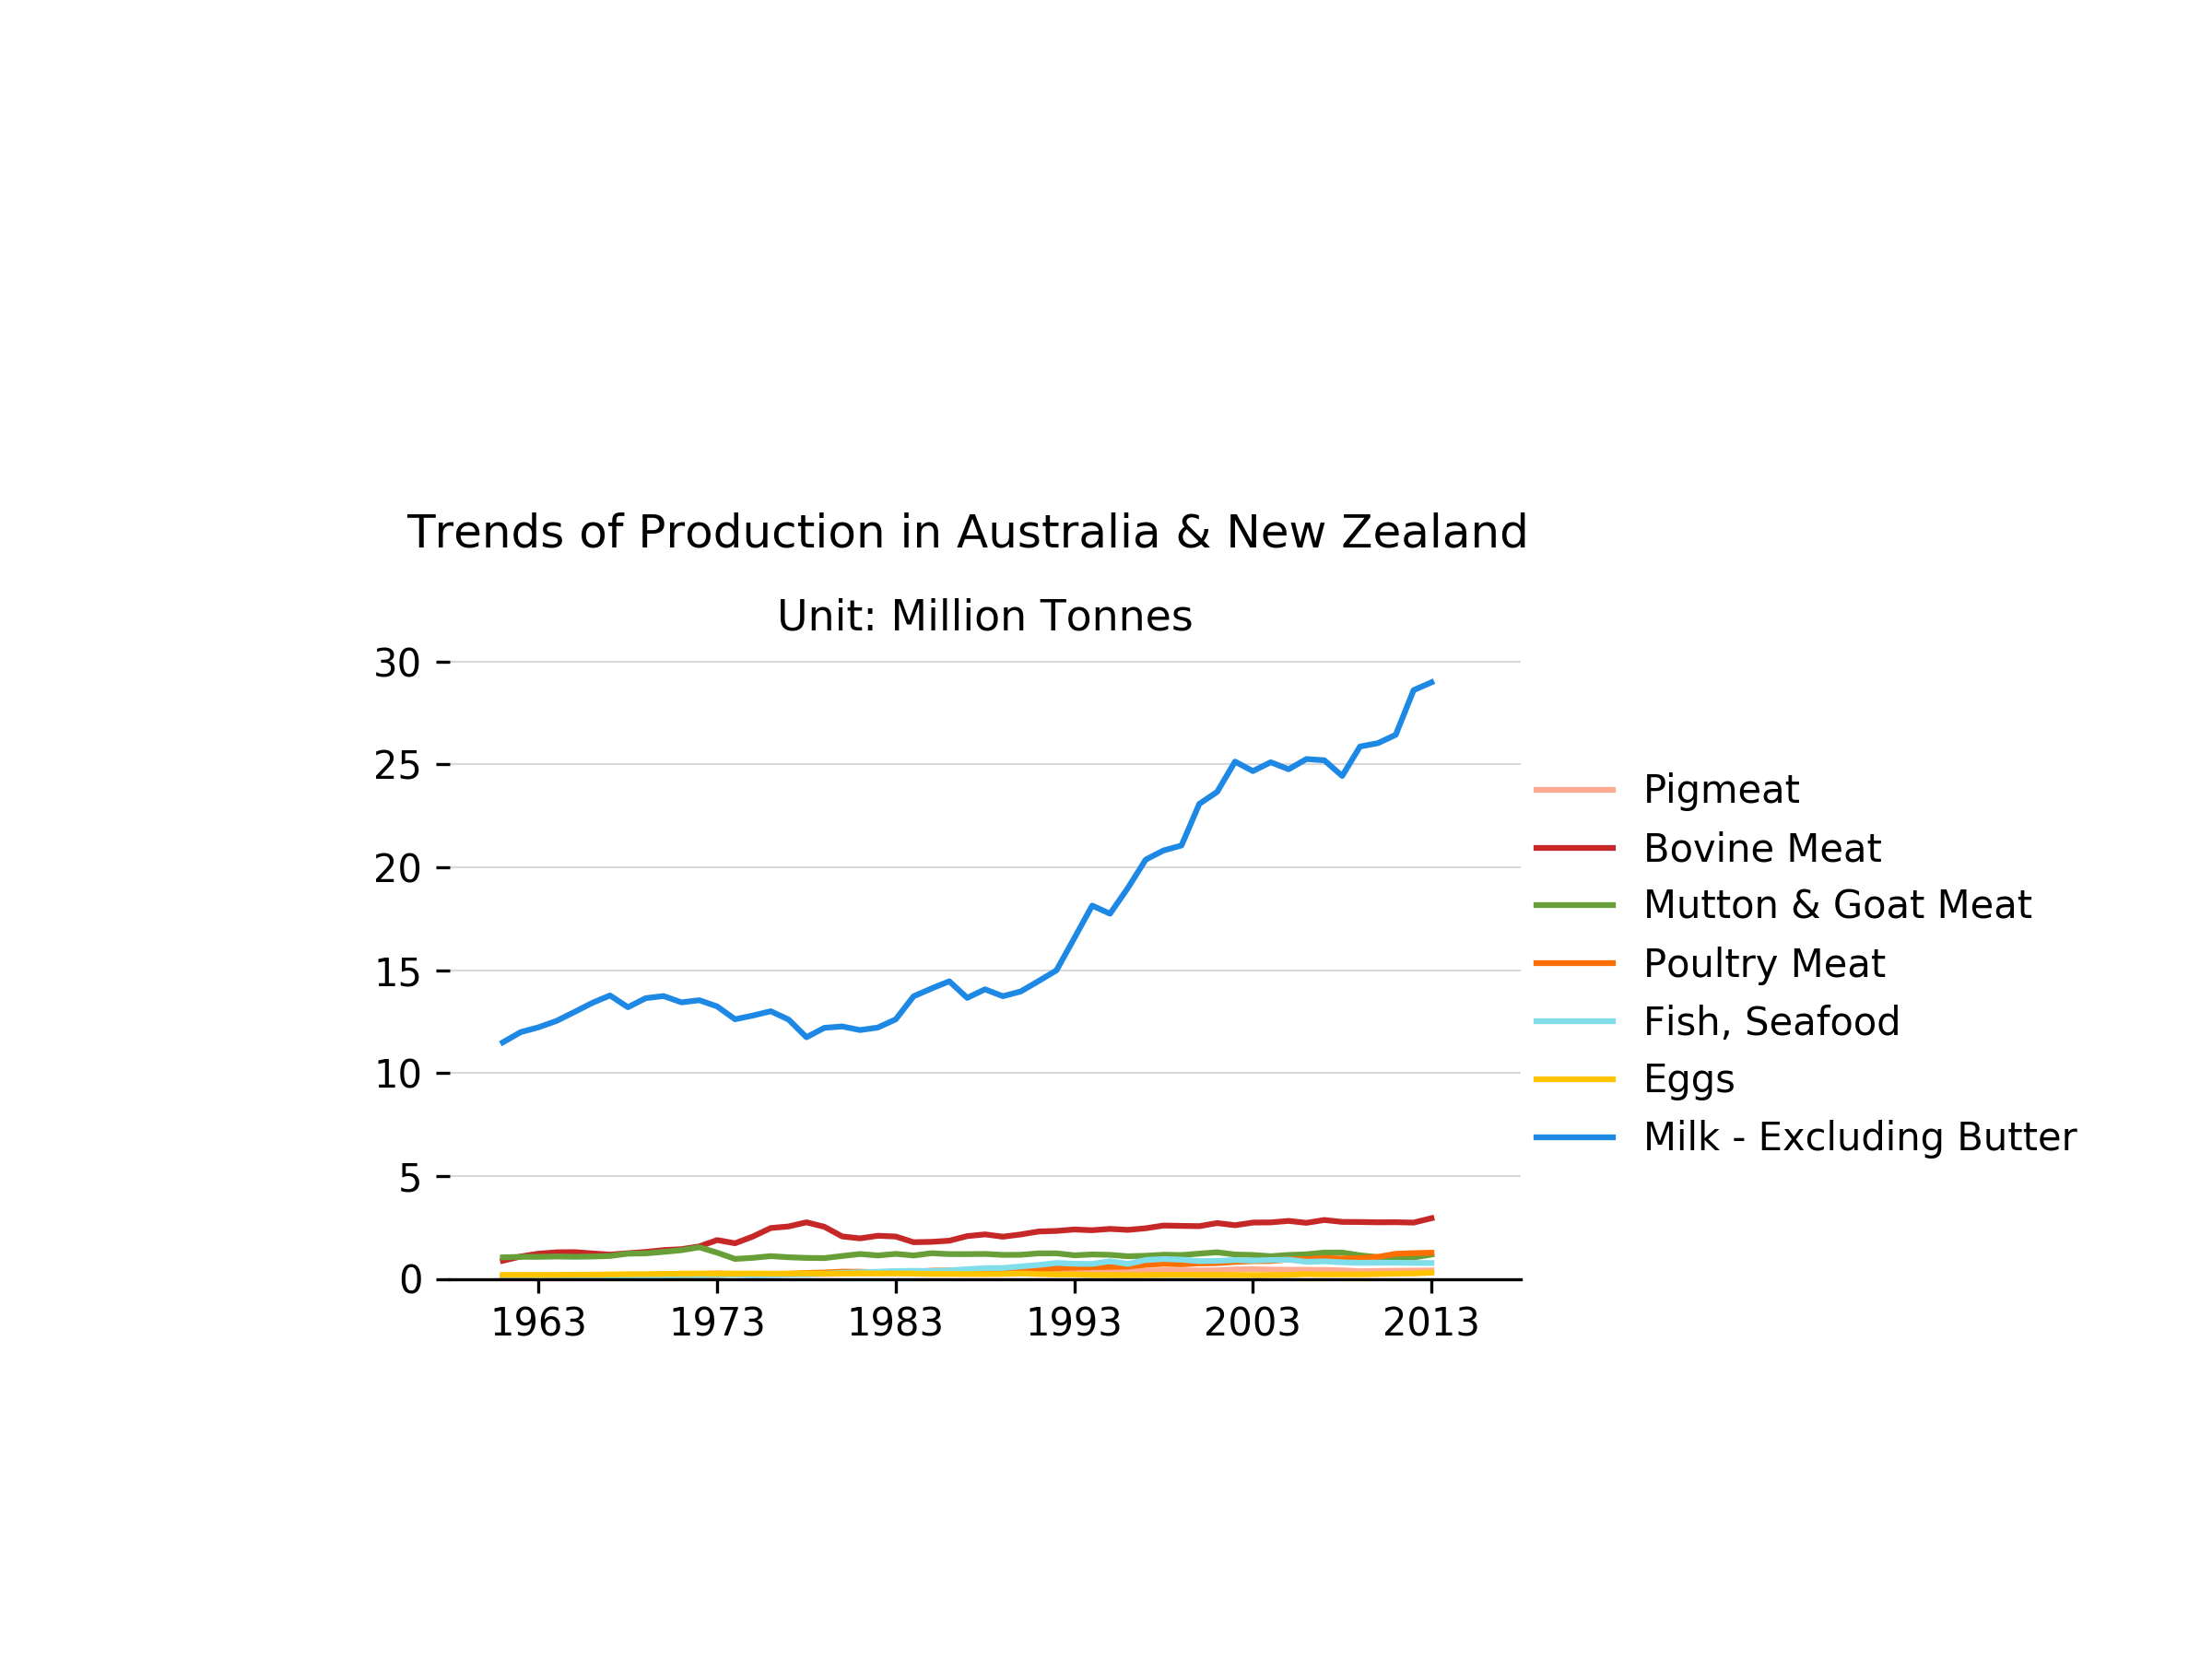 Trends of Production in Australia & New Zealand
Unit: Million Tonnes
30
25
20
15
10
5
0
1963 1973 1983 1993 2003 2013
Pigmeat
Bovine Meat
Mutton & Goat Meat
Poultry Meat
Fish, Seafood
Eggs
Milk - Excluding Butter